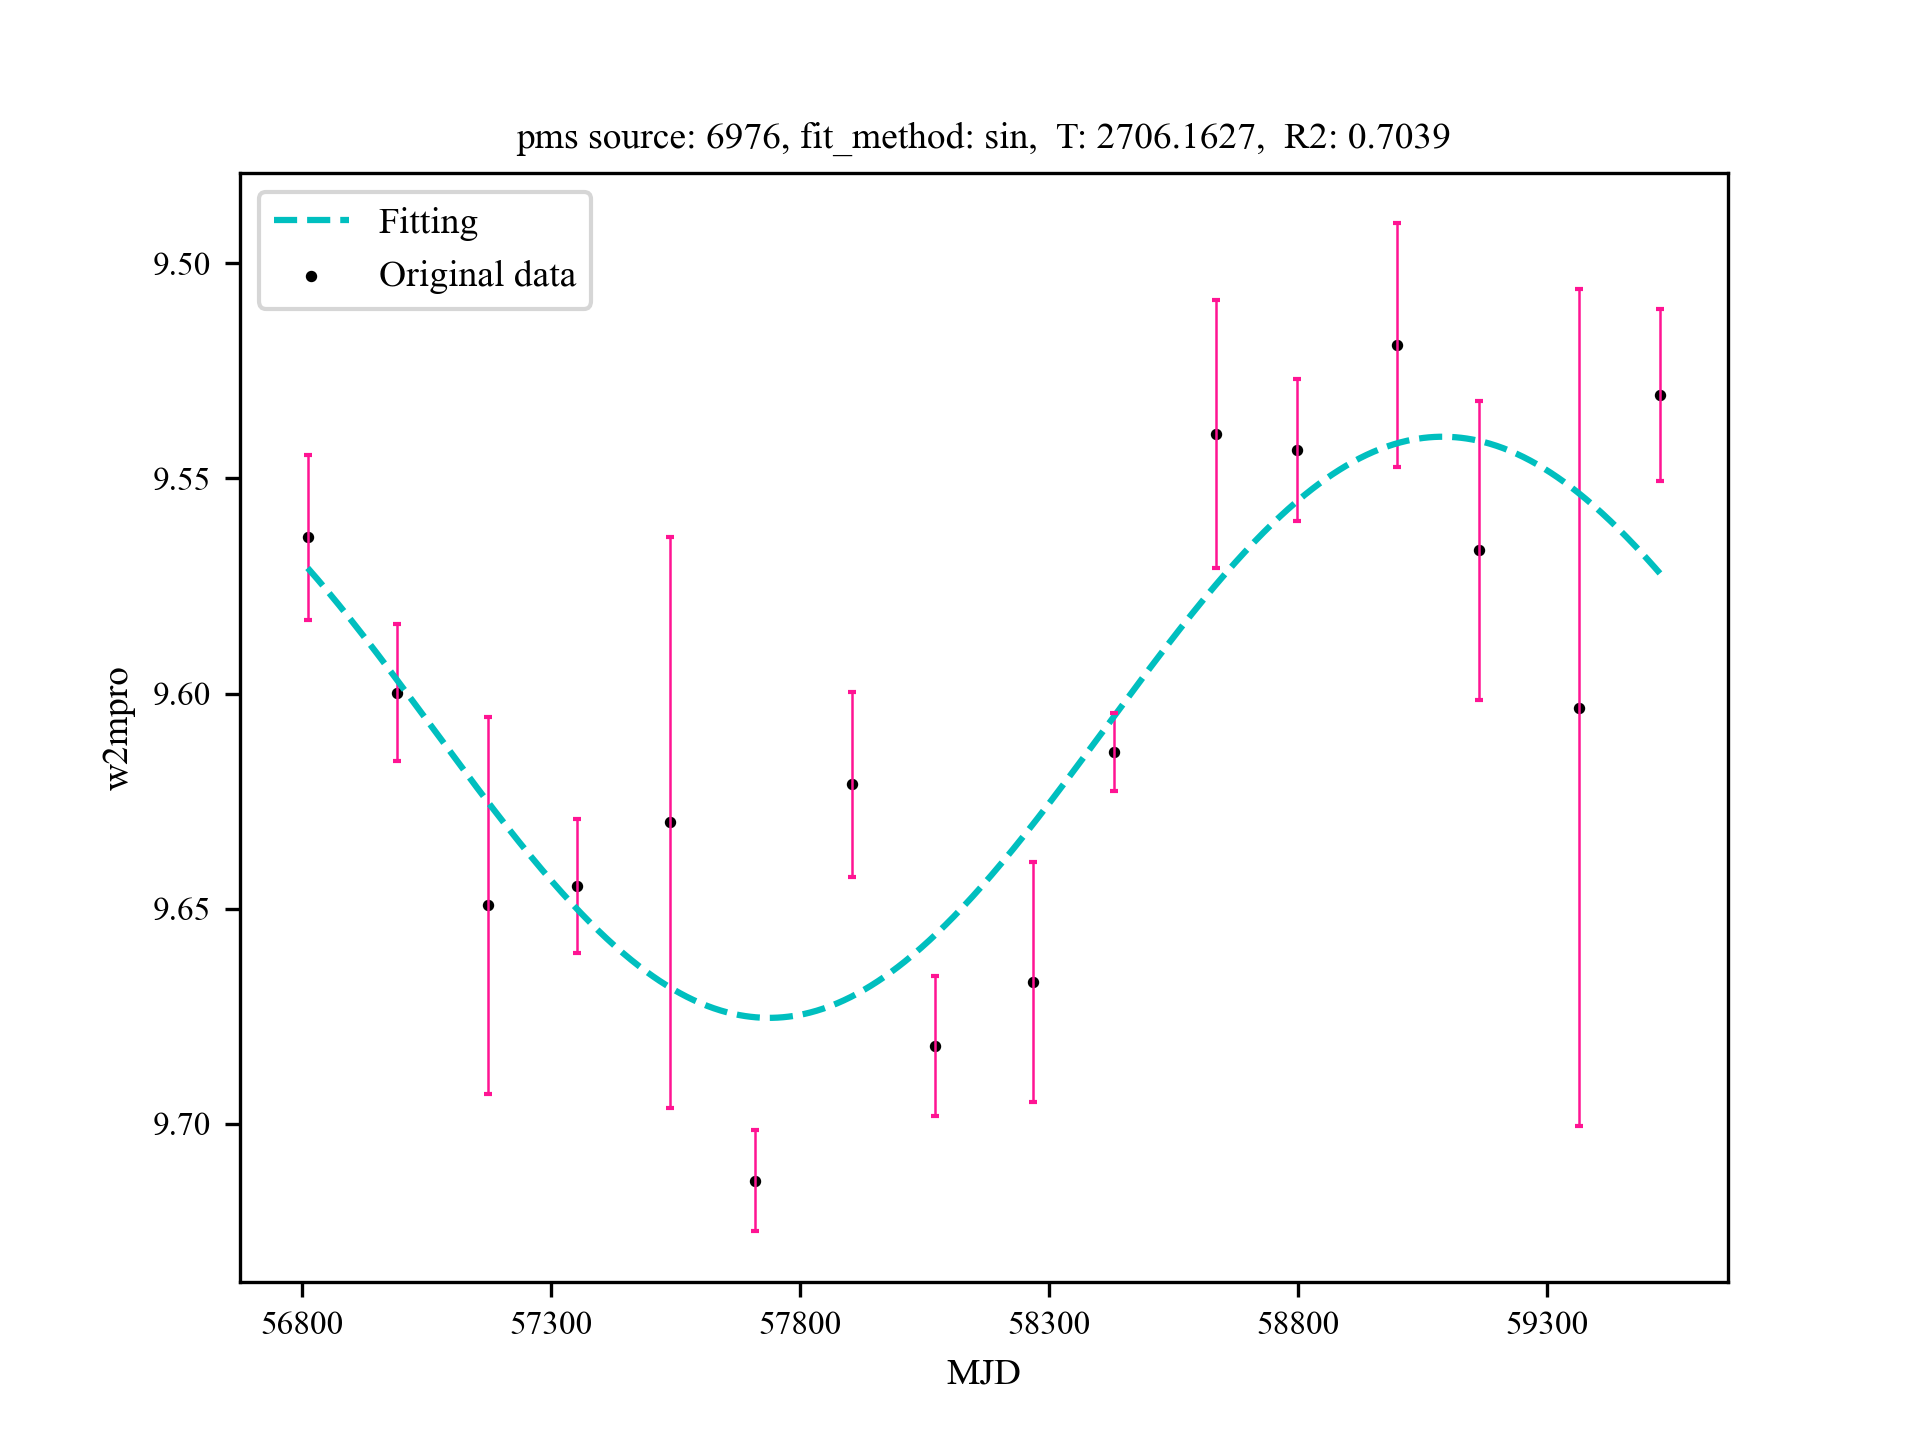 pms source: 6976, fit_method: sin,  T: 2706.1627,  R2: 0.7039
Fitting
Original data
9.50
9.55
9.60
9.65
9.70
w2mpro
56800 57300 57800 58300 58800 59300
MJD